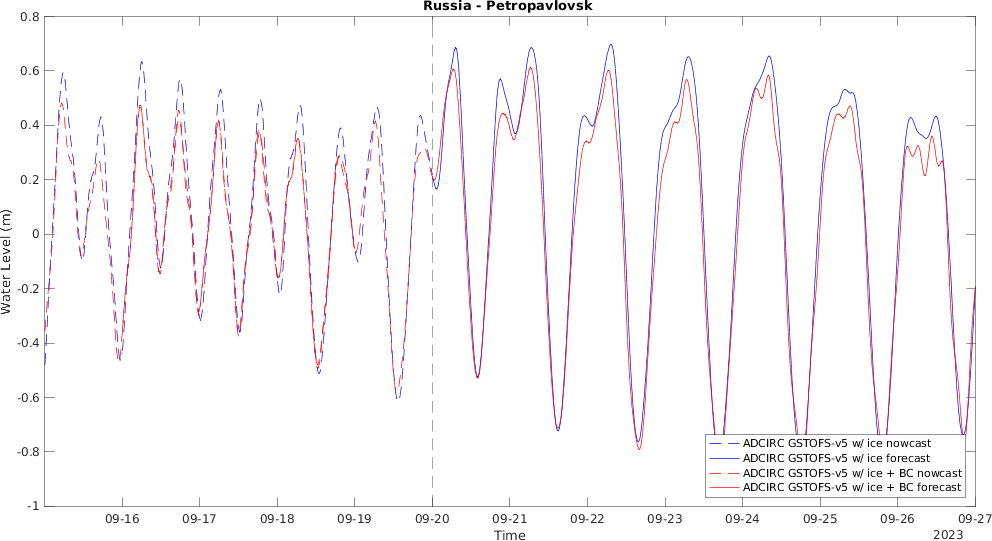 Russia - Petropavlovsk
0.8
0.6
0.4
0.2
0
-0.2
-0.4
-0.6
-0.8
-1
Water Level (m)
ADCIRC GSTOFS-v5 w/ ice nowcast
ADCIRC GSTOFS-v5 w/ ice forecast
ADCIRC GSTOFS-v5 w/ ice + BC nowcast
ADCIRC GSTOFS-v5 w/ ice + BC forecast
09-16 09-17 09-18 09-19 09-20 09-21 09-22 09-23 09-24 09-25 09-26 09-27
Time
2023